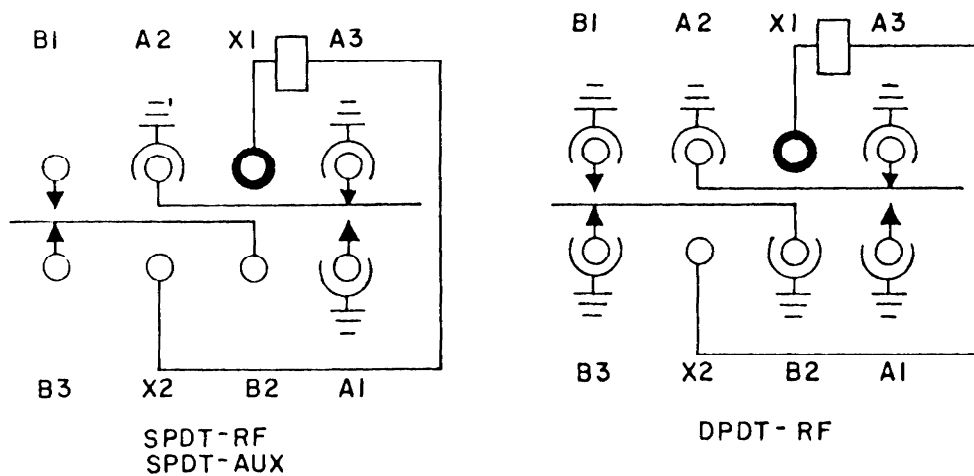 B1 A2 X1 A3
B3 X2 B2 A1
SPDT-RF
SPDT-AUX
B1 A2 X1 A3
B3 X2 B2 A1
DPDT-RF